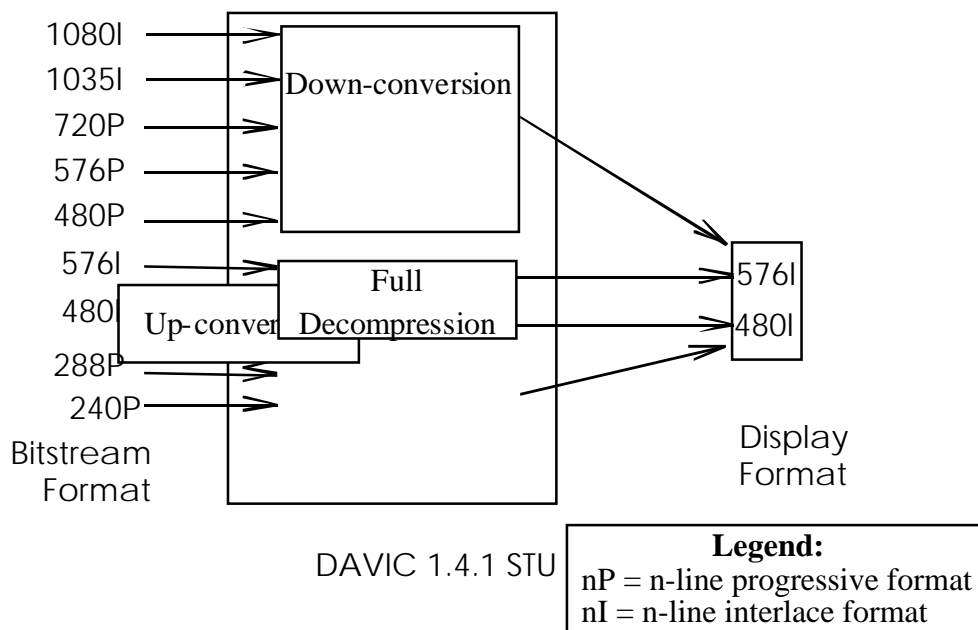 1080I
1035I
720P
576P
480P
576I
480I
288P
240P
Bitstream
Format
Down-conversion
Full
Decompression
Up-conver
576I
480I
Display
Format
DAVIC 1.4.1 STU
Legend:
nP = n-line progressive format
nI = n-line interlace format